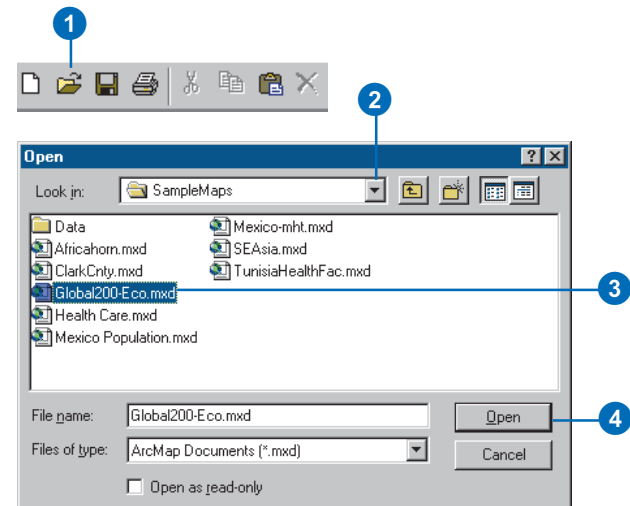 1
2
Open
Look in: SampleMaps
Data
Africahorn.mxd
ClarkCnty.mxd
Global200-Eco.mxd
Health Care.mxd
Mexico Population.mxd
Mexico-mht.mxd
SEAsia.mxd
TunisiaHealthFac.mxd
3
File name: Global200-Eco.mxd
Open
4
Files of type: ArcMap Documents (*.mxd)
Cancel
Open as read-only